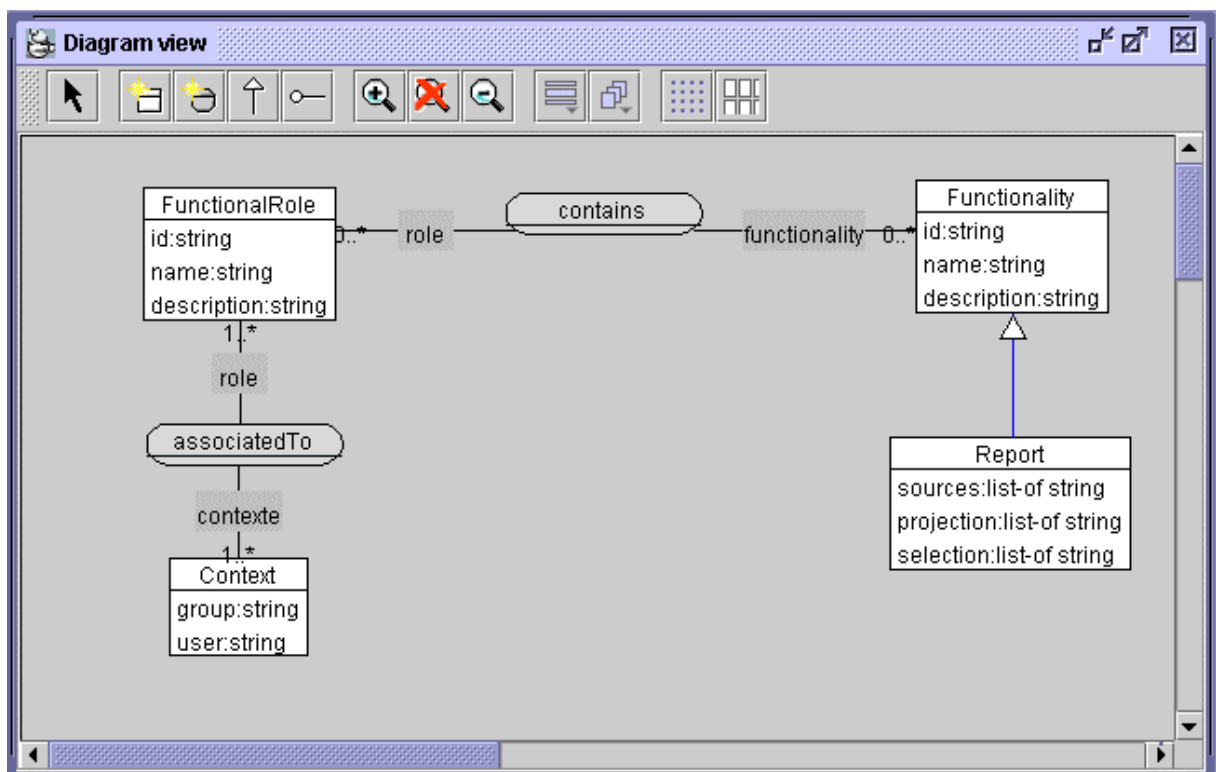 Diagram view
FunctionalRole
id:string
name:string
description:string
0..*
role
contains
functionality
0..*
Functionality
id:string
name:string
description:string
1..*
role
associatedTo
contexte
1..*
Context
group:string
user:string
Report
sources:list-of string
projection:list-of string
selection:list-of string